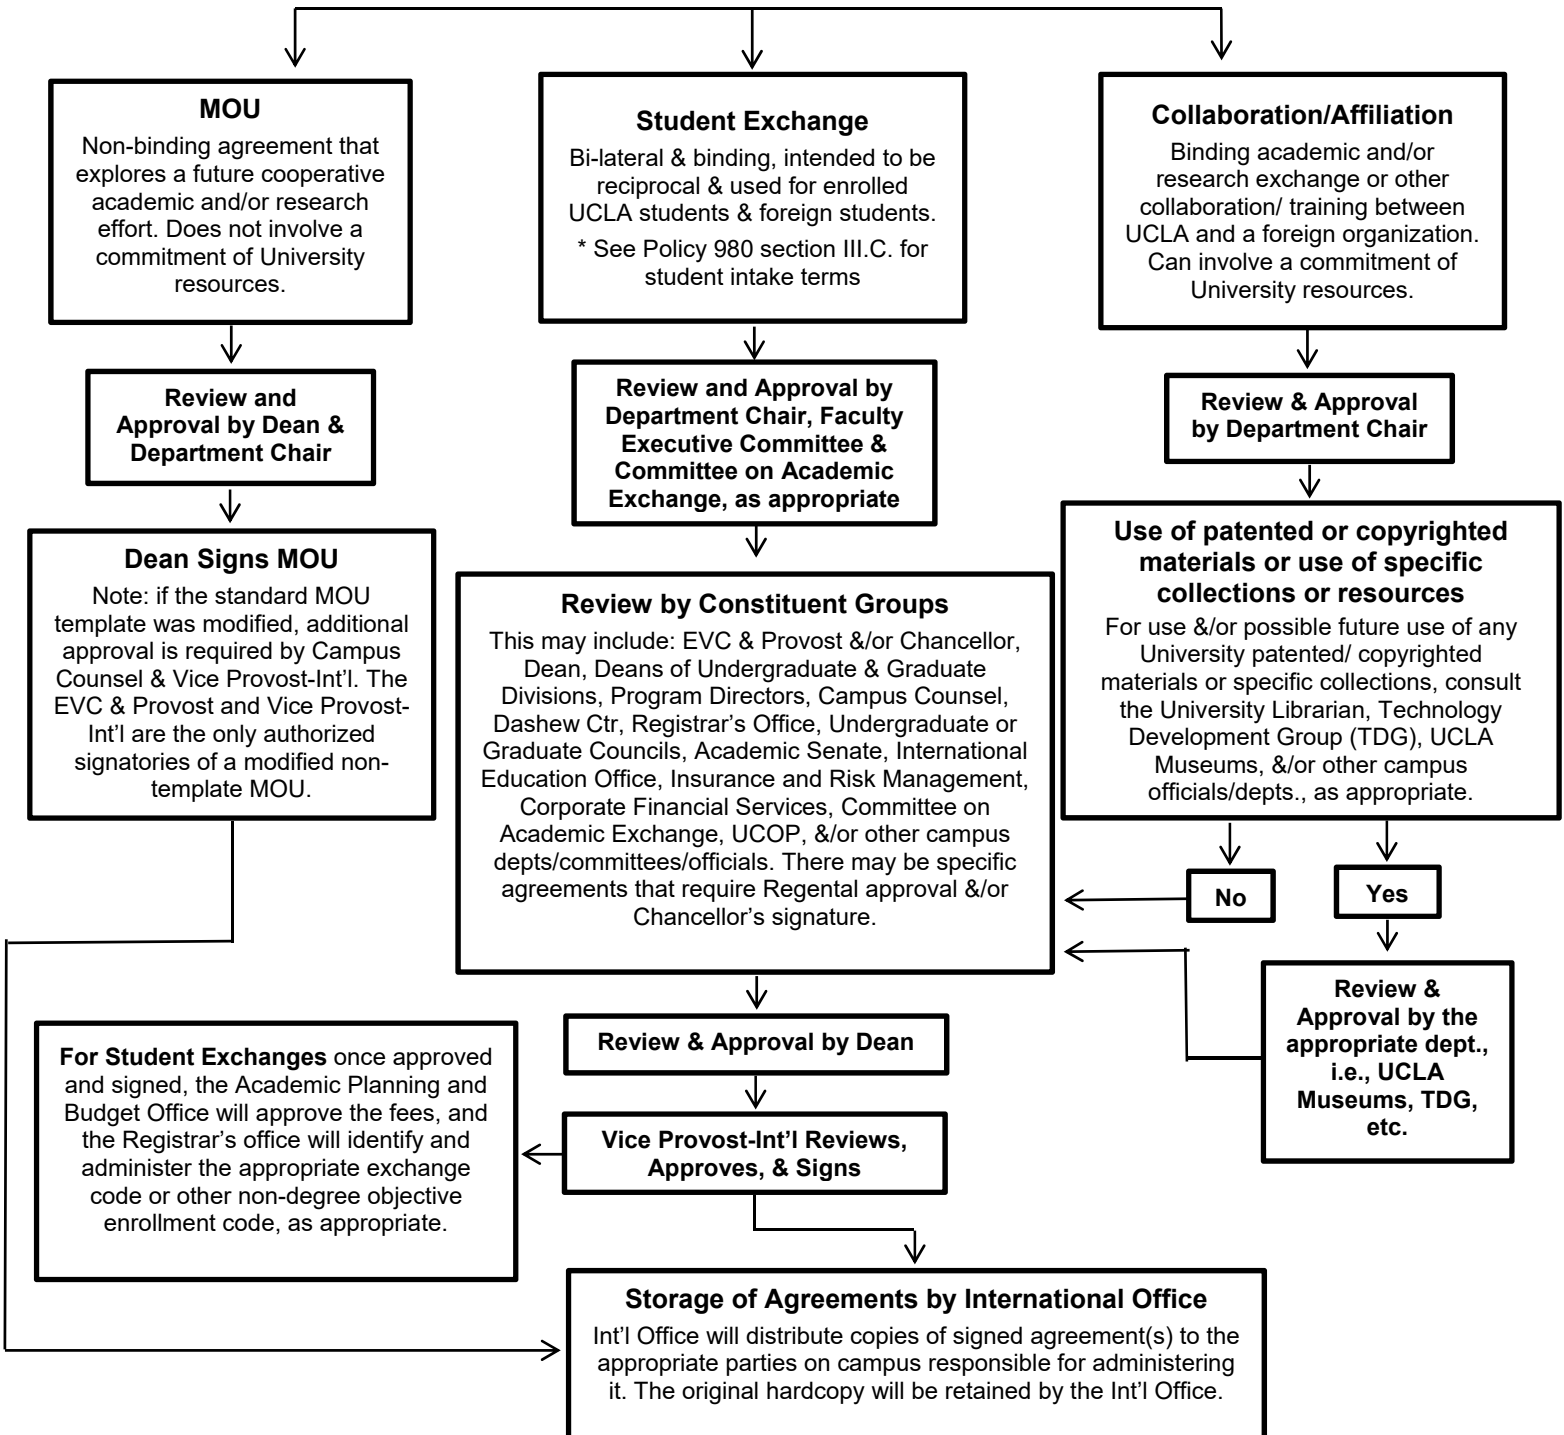 MOU
Non-binding agreement that
explores a future cooperative
academic and/or research
effort. Does not involve a
commitment of University
resources.
Student Exchange
Bi-lateral & binding, intended to be
reciprocal & used for enrolled
UCLA students & foreign students.
* See Policy 980 section III.C. for
student intake terms
Collaboration/Affiliation
Binding academic and/or
research exchange or other
collaboration/ training between
UCLA and a foreign organization.
Can involve a commitment of
University resources.
Review and
Approval by Dean &
Department Chair
Review and Approval by
Department Chair, Faculty
Executive Committee &
Committee on Academic
Exchange, as appropriate
Review & Approval
by Department Chair
Dean Signs MOU
Note: if the standard MOU
template was modified, additional
approval is required by Campus
Counsel & Vice Provost-Int’l. The
EVC & Provost and Vice Provost-
Int’l are the only authorized
signatories of a modified non-
template MOU.
Review by Constituent Groups
This may include: EVC & Provost &/or Chancellor,
Dean, Deans of Undergraduate & Graduate
Divisions, Program Directors, Campus Counsel,
Dashew Ctr, Registrar’s Office, Undergraduate or
Graduate Councils, Academic Senate, International
Education Office, Insurance and Risk Management,
Corporate Financial Services, Committee on
Academic Exchange, UCOP, &/or other campus
depts/committees/officials. There may be specific
agreements that require Regental approval &/or
Chancellor’s signature.
Use of patented or copyrighted
materials or use of specific
collections or resources
For use &/or possible future use of any
University patented/ copyrighted
materials or specific collections, consult
the University Librarian, Technology
Development Group (TDG), UCLA
Museums, &/or other campus
officials/depts., as appropriate.
No
Yes
Review &
Approval by the
appropriate dept.,
i.e., UCLA
Museums, TDG,
etc.
Review & Approval by Dean
For Student Exchanges once approved
and signed, the Academic Planning and
Budget Office will approve the fees, and
the Registrar’s office will identify and
administer the appropriate exchange
code or other non-degree objective
enrollment code, as appropriate.
Vice Provost-Int’l Reviews,
Approves, & Signs
Storage of Agreements by International Office
Int’l Office will distribute copies of signed agreement(s) to the
appropriate parties on campus responsible for administering
it. The original hardcopy will be retained by the Int’l Office.